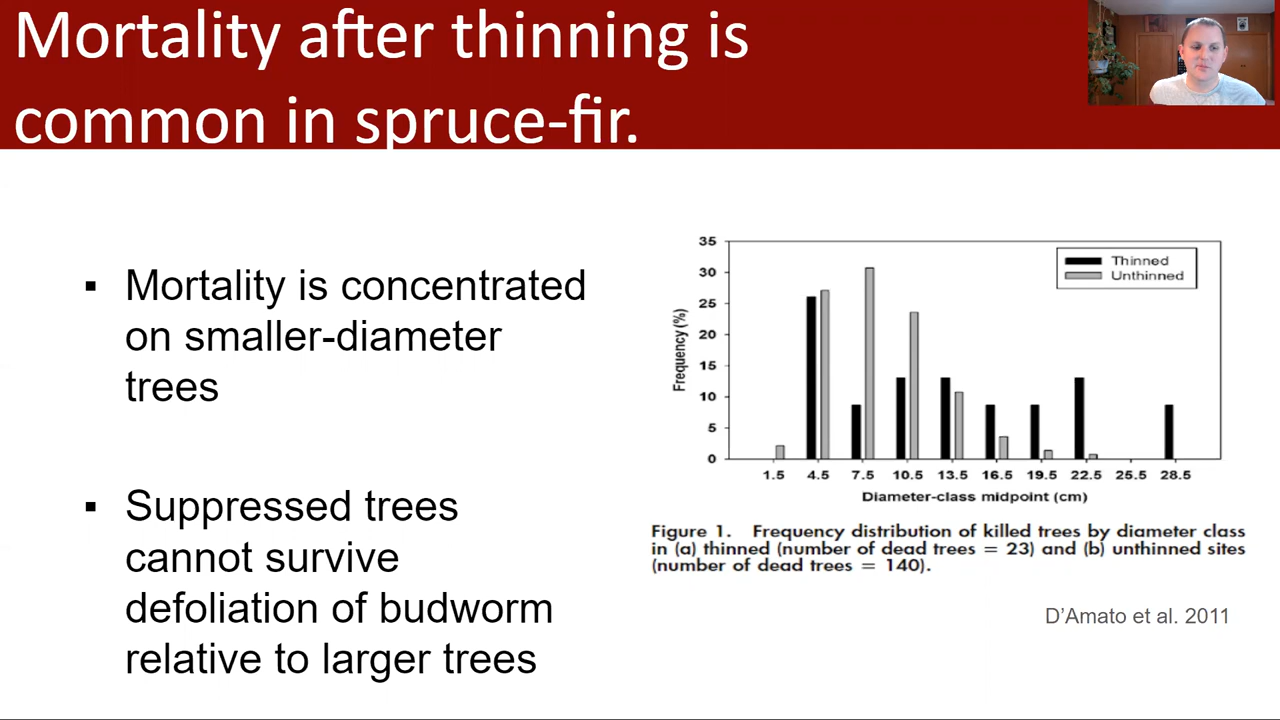 Mortality after thinning is
common in spruce-fir.
▪ Mortality is concentrated
on smaller-diameter
trees
▪ Suppressed trees
cannot survive
defoliation of budworm
relative to larger trees
35
30
25
20
15
10
5
0
Frequency (%)
Thinned
Unthinned
1.5 4.5 7.5 10.5 13.5 16.5 19.5 22.5 25.5 28.5
Diameter-class midpoint (cm)
Figure 1. Frequency distribution of killed trees by diameter class
in (a) thinned (number of dead trees = 23) and (b) unthinned sites
(number of dead trees = 140).
D’Amato et al. 2011